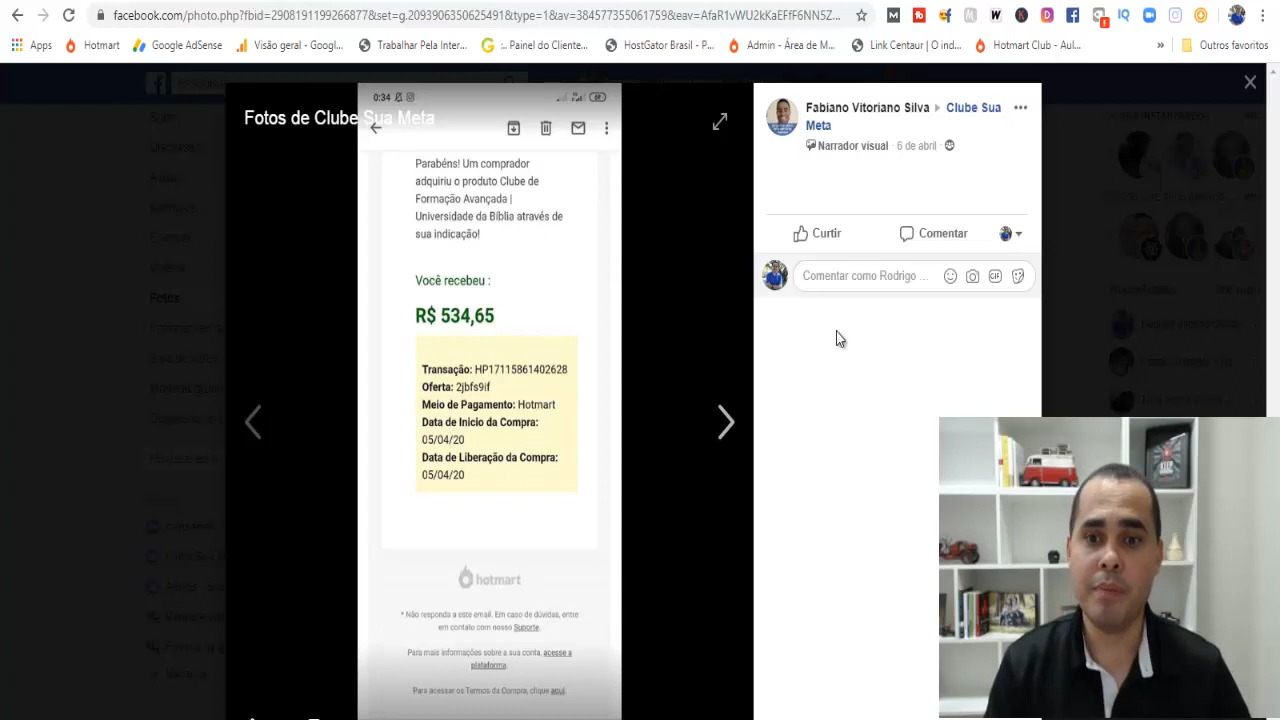 facebook.com/photo.php?fbid=2908191199266877&set=g.209390650625491&type=1&av=384577355061759&eav=AfaR1vWU2kKaEFfF6NN5Z...
Apps
Hotmart
Google AdSense
Visão geral - Googl...
Trabalhar Pela Inter...
.:. Painel do Cliente...
HostGator Brasil - P...
Admin - Área de M...
Link Centaur | O ind...
Hotmart Club - Aul...
»
Outros favoritos
0:34
Fotos de Clube Sua Meta
Parabéns! Um comprador
adquiriu o produto Clube de
Formação Avançada |
Universidade da Bíblia através de
sua indicação!
Você recebeu :
R$ 534,65
Transação: HP17115861402628
Oferta: 2jbfs9if
Meio de Pagamento: Hotmart
Data de Inicio da Compra:
05/04/20
Data de Liberação da Compra:
05/04/20
hotmart
* Não responda a este email. Em caso de dúvidas, entre
em contato com nosso Suporte.
Para mais informações sobre a sua conta, acesse a
plataforma.
Para acessar os Termos da Compra, clique aqui.
Fabiano Vitoriano Silva ▸ Clube Sua
Meta
Narrador visual · 6 de abril ·
Curtir
Comentar
Comentar como Rodrigo ...
GIF
Fotos